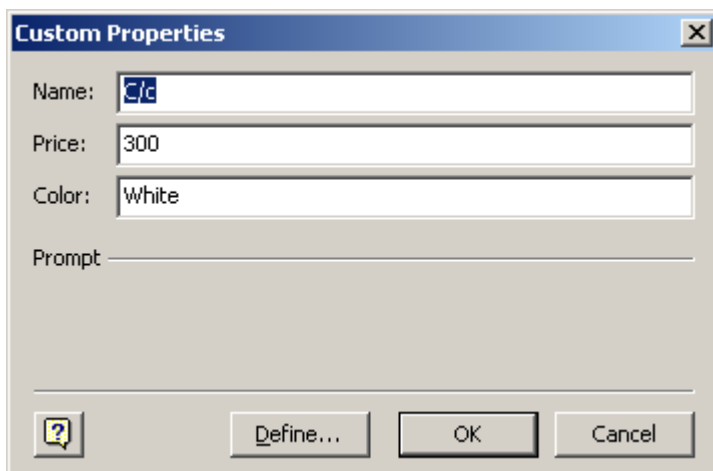 Custom Properties
Name: C/c
Price: 300
Color: White
Prompt
Define... OK Cancel